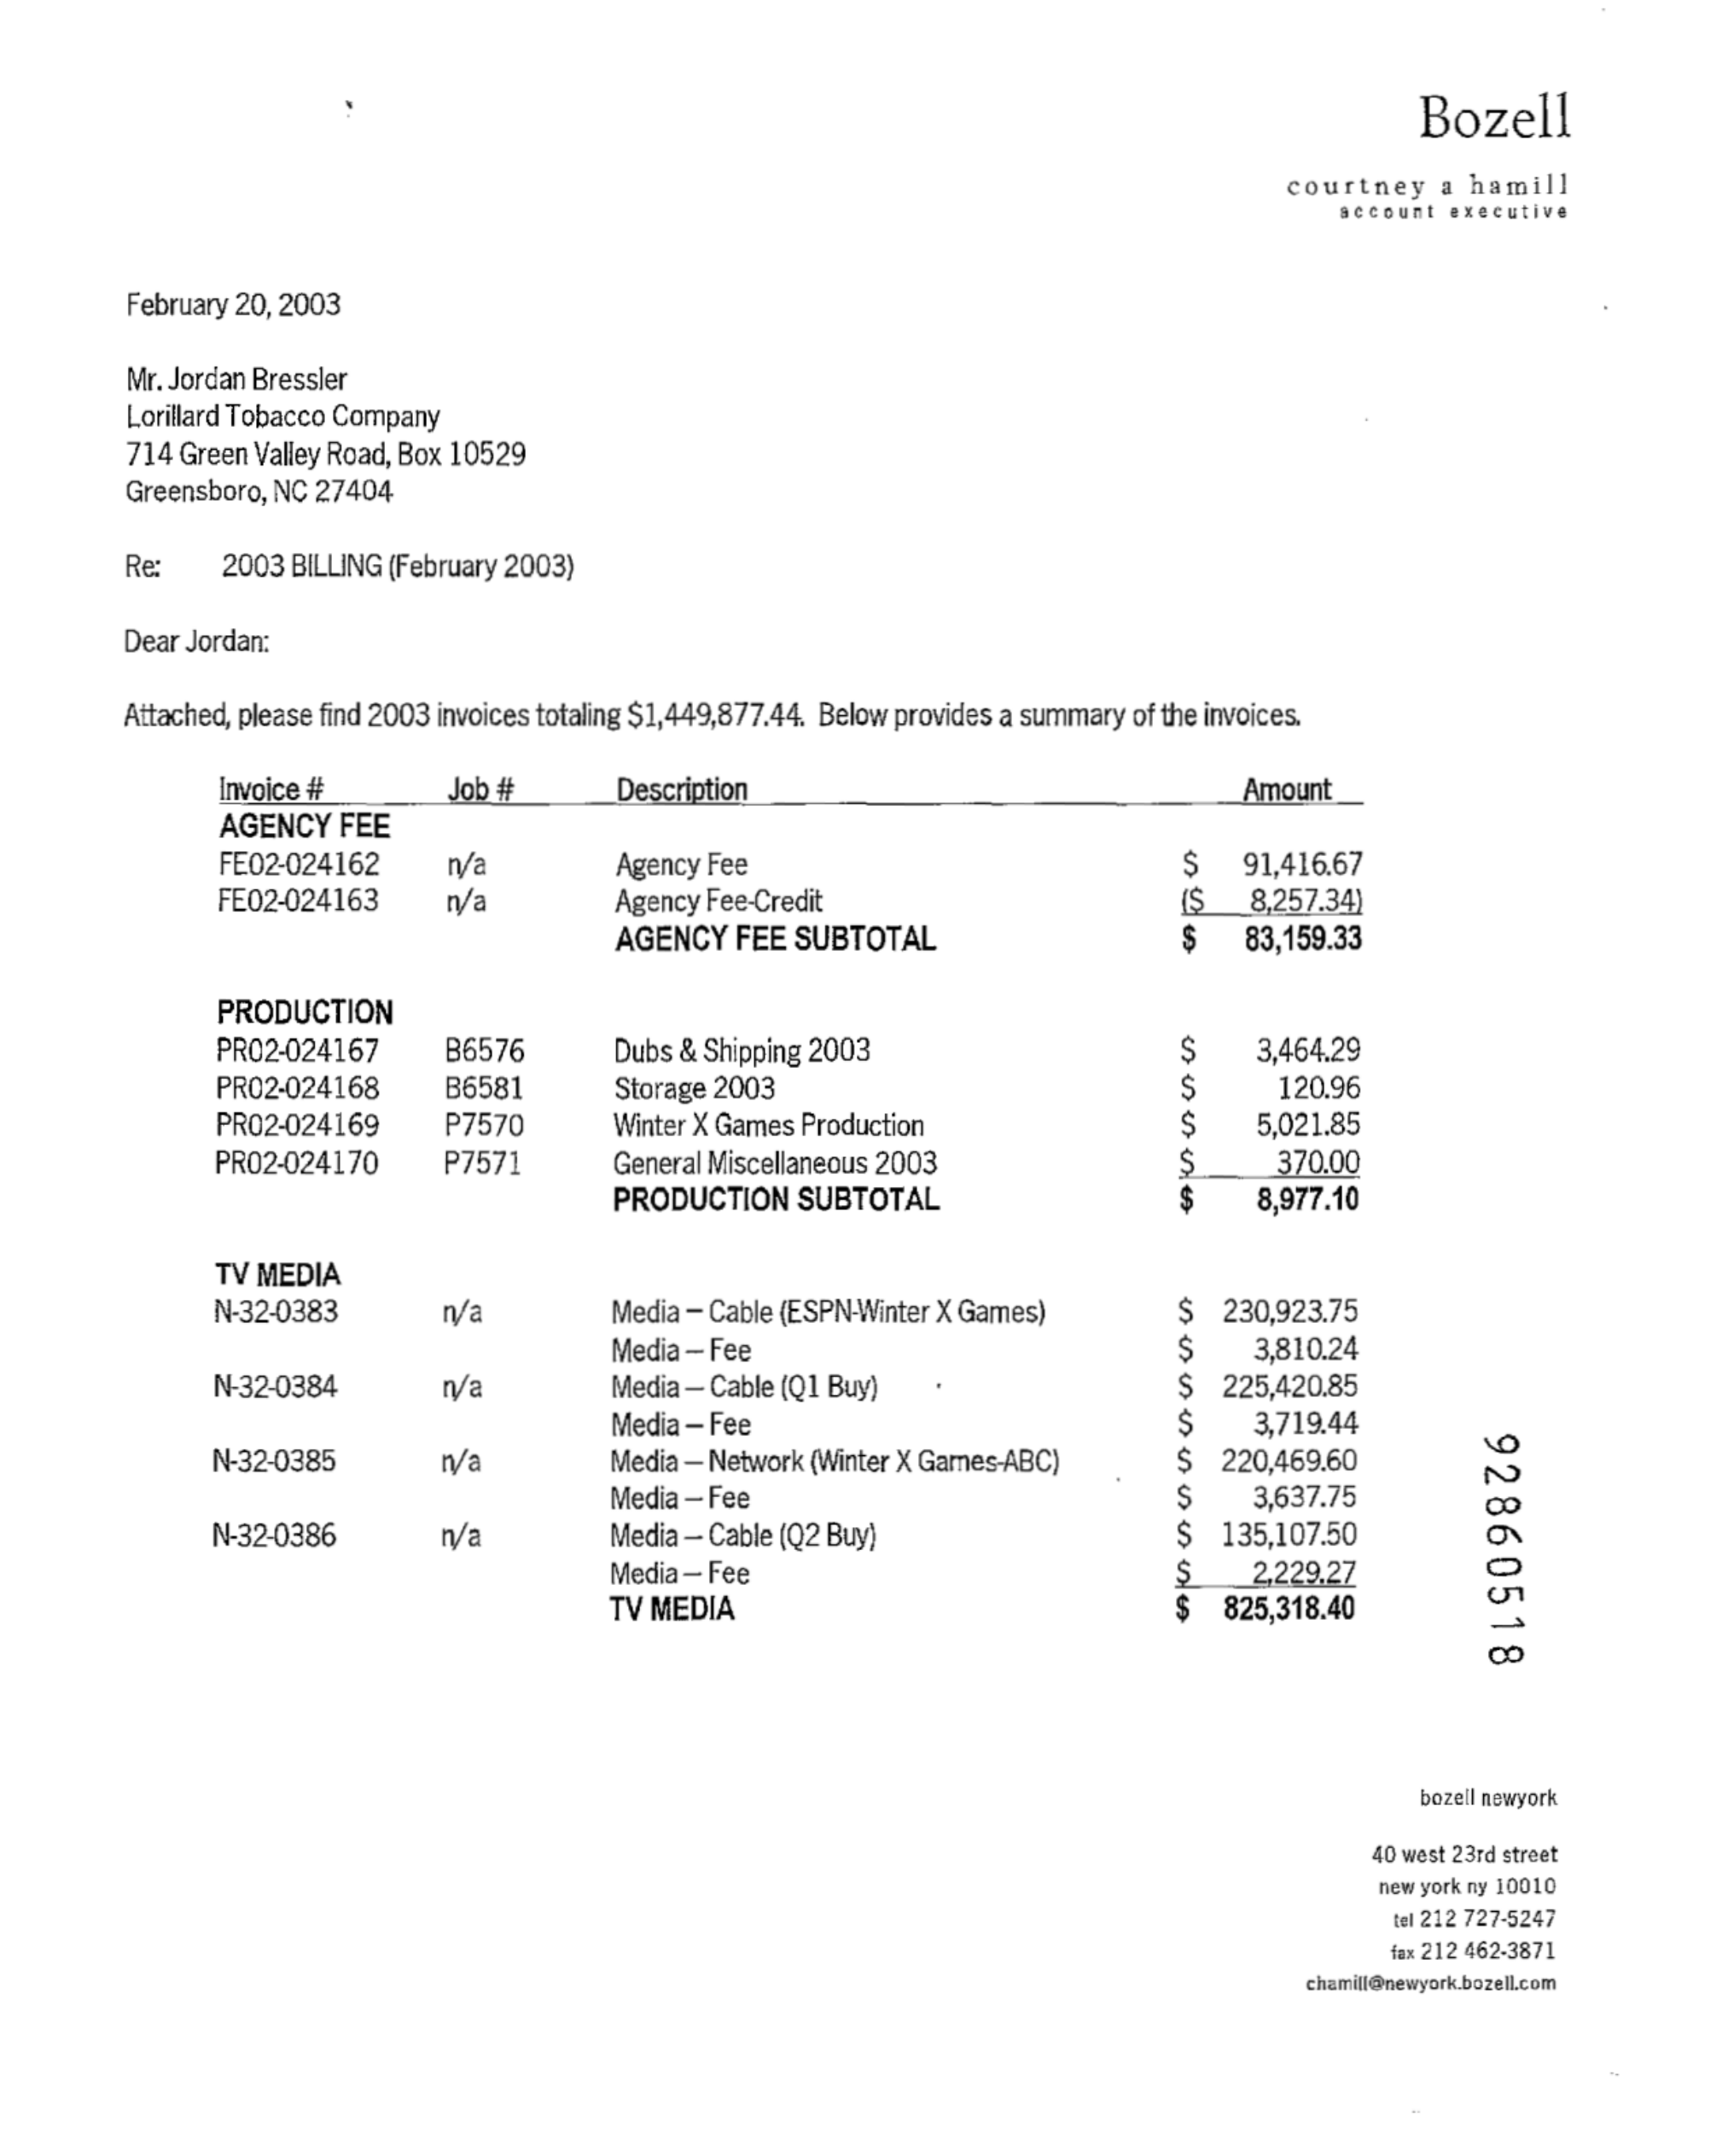 Bozell
courtney a hamill
account executive
February 20, 2003
Mr. Jordan Bressler
Lorillard Tobacco Company
714 Green Valley Road, Box 10529
Greensboro, NC 27404
Re: 2003 BILLING (February 2003)
Dear Jordan:
Attached, please find 2003 invoices totaling $1,449,877.44. Below provides a summary of the invoices.
Invoice # Job # Description Amount
AGENCY FEE
FE02-024162 n/a Agency Fee $ 91,416.67
FE02-024163 n/a Agency Fee-Credit ($ 8,257.34)
AGENCY FEE SUBTOTAL $ 83,159.33
PRODUCTION
PR02-024167 B6576 Dubs & Shipping 2003 $ 3,464.29
PR02-024168 B6581 Storage 2003 $ 120.96
PR02-024169 P7570 Winter X Games Production $ 5,021.85
PR02-024170 P7571 General Miscellaneous 2003 $ 370.00
PRODUCTION SUBTOTAL $ 8,977.10
TV MEDIA
N-32-0383 n/a Media – Cable (ESPN-Winter X Games) $ 230,923.75
Media – Fee $ 3,810.24
N-32-0384 n/a Media – Cable (Q1 Buy) $ 225,420.85
Media – Fee $ 3,719.44
N-32-0385 n/a Media – Network (Winter X Games-ABC) $ 220,469.60
Media – Fee $ 3,637.75
N-32-0386 n/a Media – Cable (Q2 Buy) $ 135,107.50
Media – Fee $ 2,229.27
TV MEDIA $ 825,318.40
92860518
bozell newyork
40 west 23rd street
new york ny 10010
tel 212 727-5247
fax 212 462-3871
chamill@newyork.bozell.com